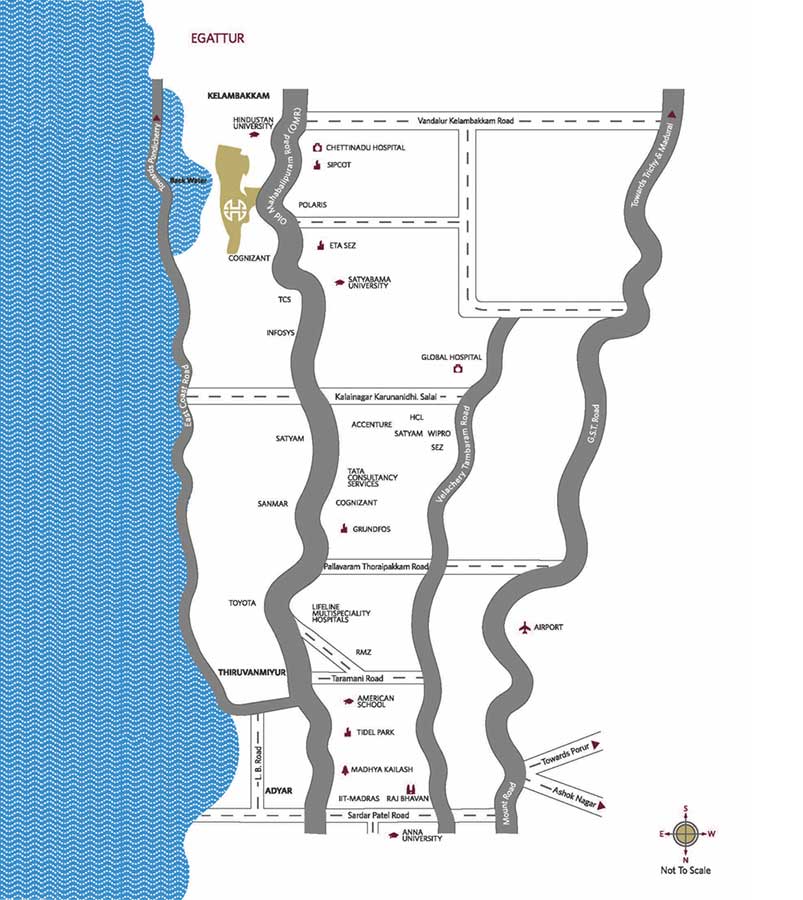 EGATTUR
KELAMBAKKAM
HINDUSTAN
UNIVERSITY
Vandalur Kelambakkam Road
Old Mahabalipuram Road (OMR)
CHETTINADU HOSPITAL
SIPCOT
Towards Pondichery
Back Water
Towards Trichy & Madurai
POLARIS
ETA SEZ
COGNIZANT
SATYABAMA
UNIVERSITY
TCS
INFOSYS
GLOBAL HOSPITAL
East Coast Road
Kalainagar Karunanidhi. Salai
G.S.T. Road
ACCENTURE
HCL
SATYAM WIPRO
SEZ
SATYAM
Velachery Tambaram Road
TATA
CONSULTANCY
SERVICES
SANMAR
COGNIZANT
GRUNDFOS
Pallavaram Thoraipakkam Road
TOYOTA
LIFELINE
MULTISPECIALITY
HOSPITALS
AIRPORT
RMZ
THIRUVANMIYUR
Taramani Road
AMERICAN
SCHOOL
TIDEL PARK
L. B. Road
Towards Porur
MADHYA KAILASH
ADYAR
IIT-MADRAS
RAJ BHAVAN
Mount Road
Ashok Nagar
Sardar Patel Road
ANNA
UNIVERSITY
S
E
W
N
Not To Scale